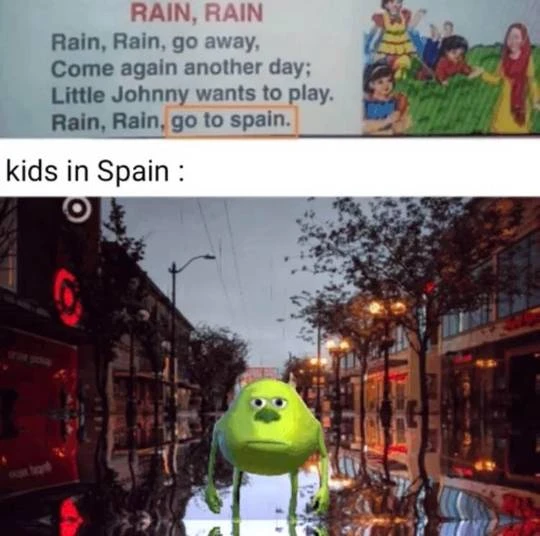 RAIN, RAIN
Rain, Rain, go away,
Come again another day;
Little Johnny wants to play.
Rain, Rain, go to spain.
kids in Spain :